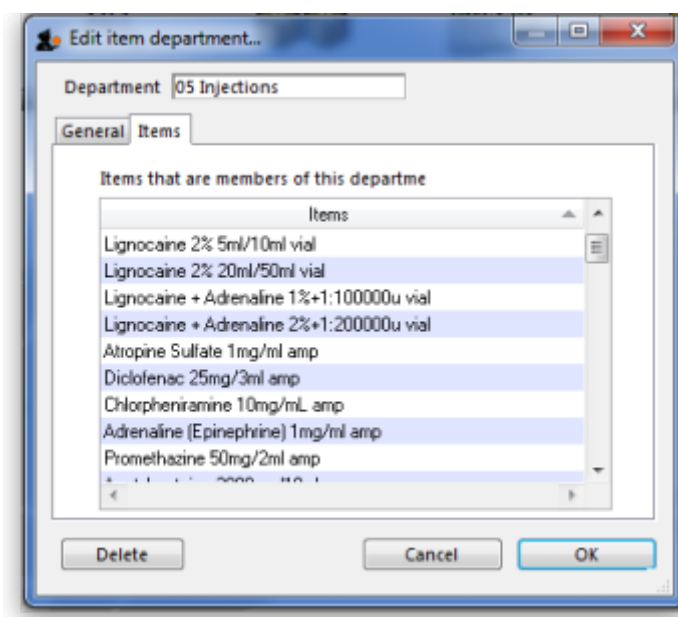 Edit item department...
Department 05 Injections
General Items
Items that are members of this departme
Items
Lignocaine 2% 5ml/10ml vial
Lignocaine 2% 20ml/50ml vial
Lignocaine + Adrenaline 1%+1:100000u vial
Lignocaine + Adrenaline 2%+1:200000u vial
Atropine Sulfate 1mg/ml amp
Diclofenac 25mg/3ml amp
Chlorpheniramine 10mg/mL amp
Adrenaline (Epinephrine) 1mg/ml amp
Promethazine 50mg/2ml amp
Delete Cancel OK